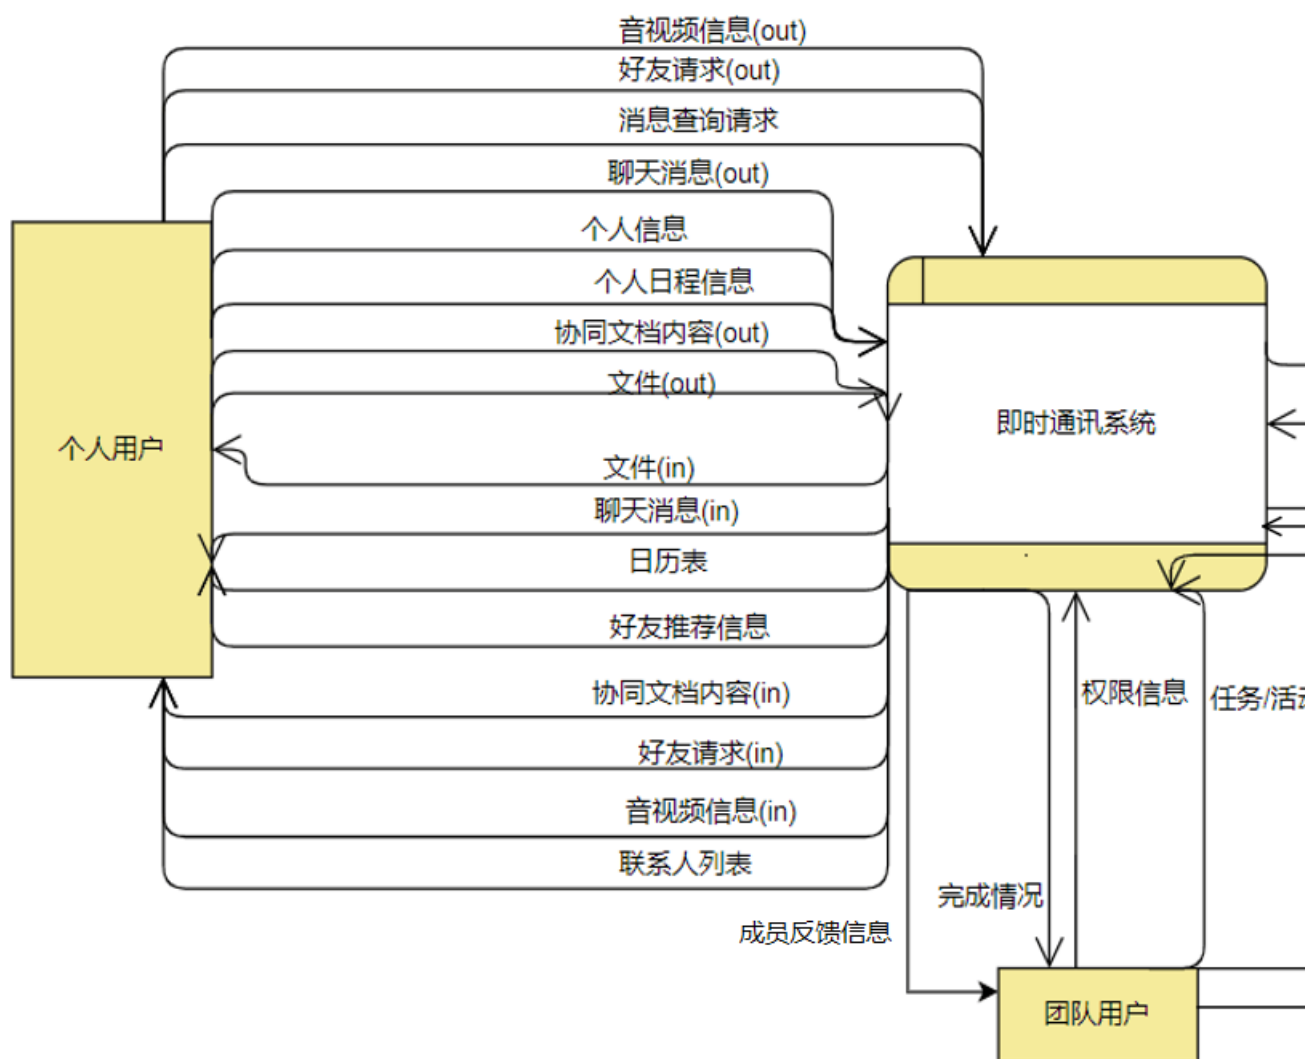 音视频信息(out)
好友请求(out)
消息查询请求
聊天消息(out)
个人信息
个人日程信息
协同文档内容(out)
文件(out)
即时通讯系统
个人用户
文件(in)
聊天消息(in)
日历表
好友推荐信息
协同文档内容(in)
权限信息
任务/活
好友请求(in)
音视频信息(in)
联系人列表
完成情况
成员反馈信息
团队用户